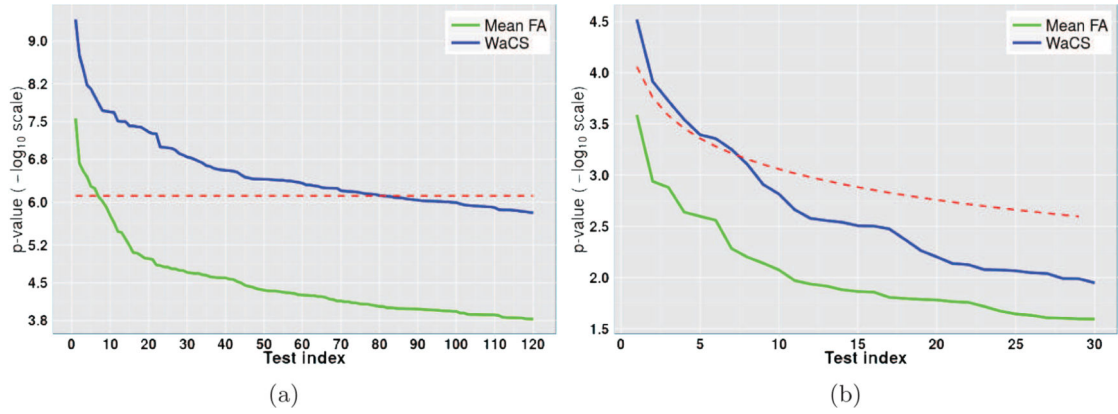 Mean FA
WaCS
p-value ( −log10 scale)
9.0
8.2
7.5
6.8
6.0
5.2
4.5
3.8
0 10 20 30 40 50 60 70 80 90 100 110 120
Test index
(a)
Mean FA
WaCS
p-value ( −log10 scale)
4.5
4.0
3.5
3.0
2.5
2.0
1.5
0 5 10 15 20 25 30
Test index
(b)